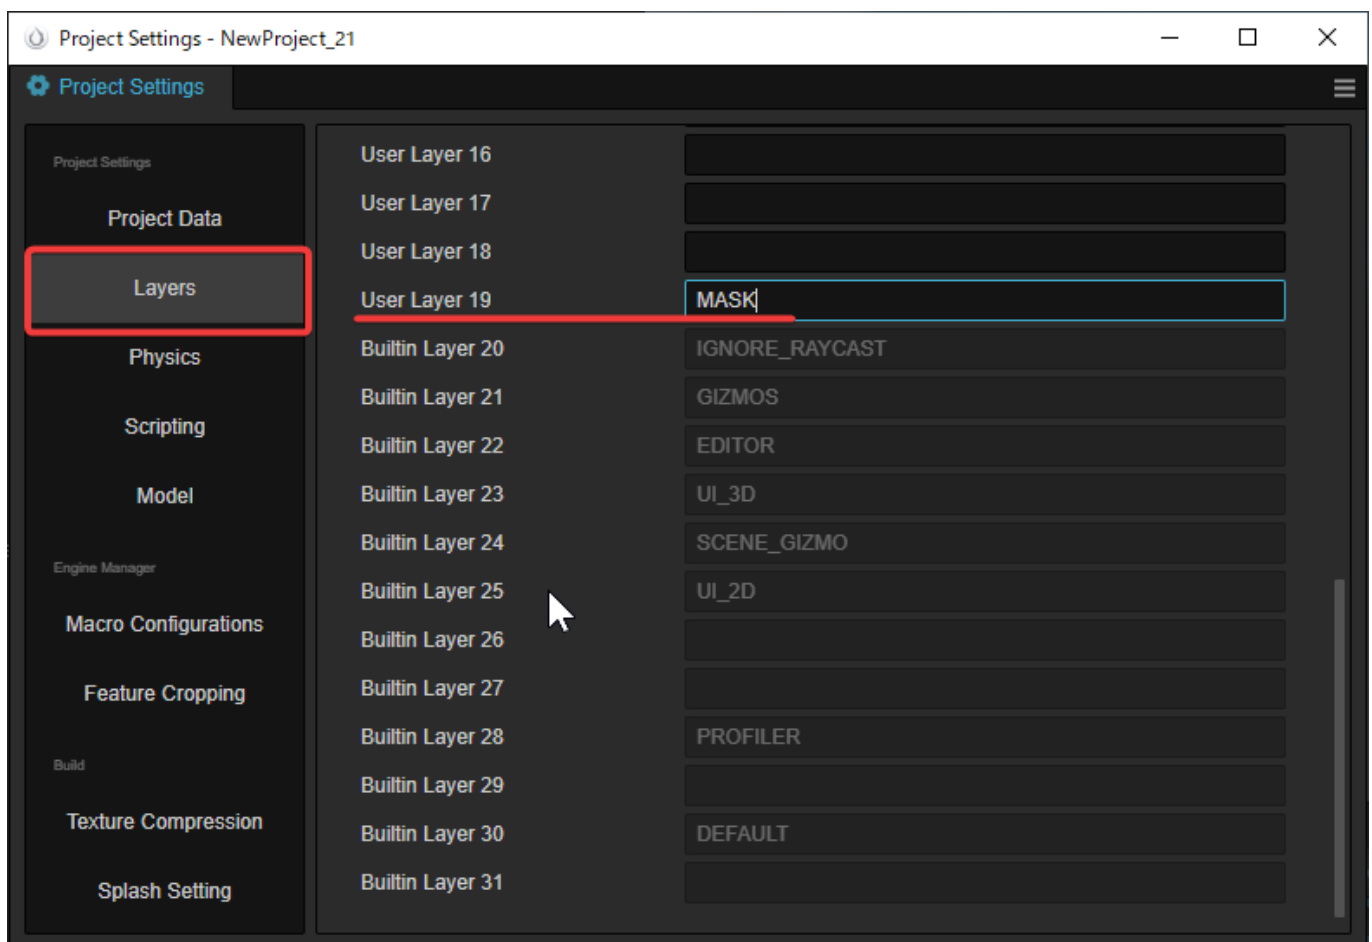 Project Settings - NewProject_21
Project Settings
Project Settings
Project Data
Layers
Physics
Scripting
Model
Engine Manager
Macro Configurations
Feature Cropping
Build
Texture Compression
Splash Setting
User Layer 16
User Layer 17
User Layer 18
User Layer 19 MASK
Builtin Layer 20 IGNORE_RAYCAST
Builtin Layer 21 GIZMOS
Builtin Layer 22 EDITOR
Builtin Layer 23 UI_3D
Builtin Layer 24 SCENE_GIZMO
Builtin Layer 25 UI_2D
Builtin Layer 26
Builtin Layer 27
Builtin Layer 28 PROFILER
Builtin Layer 29
Builtin Layer 30 DEFAULT
Builtin Layer 31